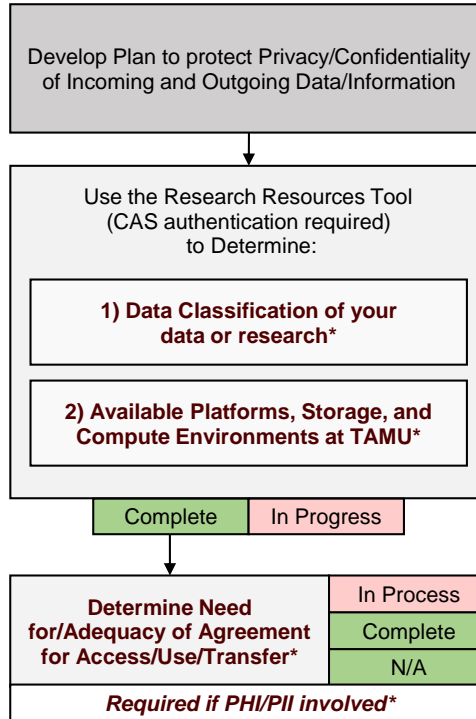 Develop Plan to protect Privacy/Confidentiality
of Incoming and Outgoing Data/Information
Use the Research Resources Tool
(CAS authentication required)
to Determine:
1) Data Classification of your
data or research*
2) Available Platforms, Storage, and
Compute Environments at TAMU*
Complete
In Progress
Determine Need
for/Adequacy of Agreement
for Access/Use/Transfer*
In Process
Complete
N/A
Required if PHI/PII involved*